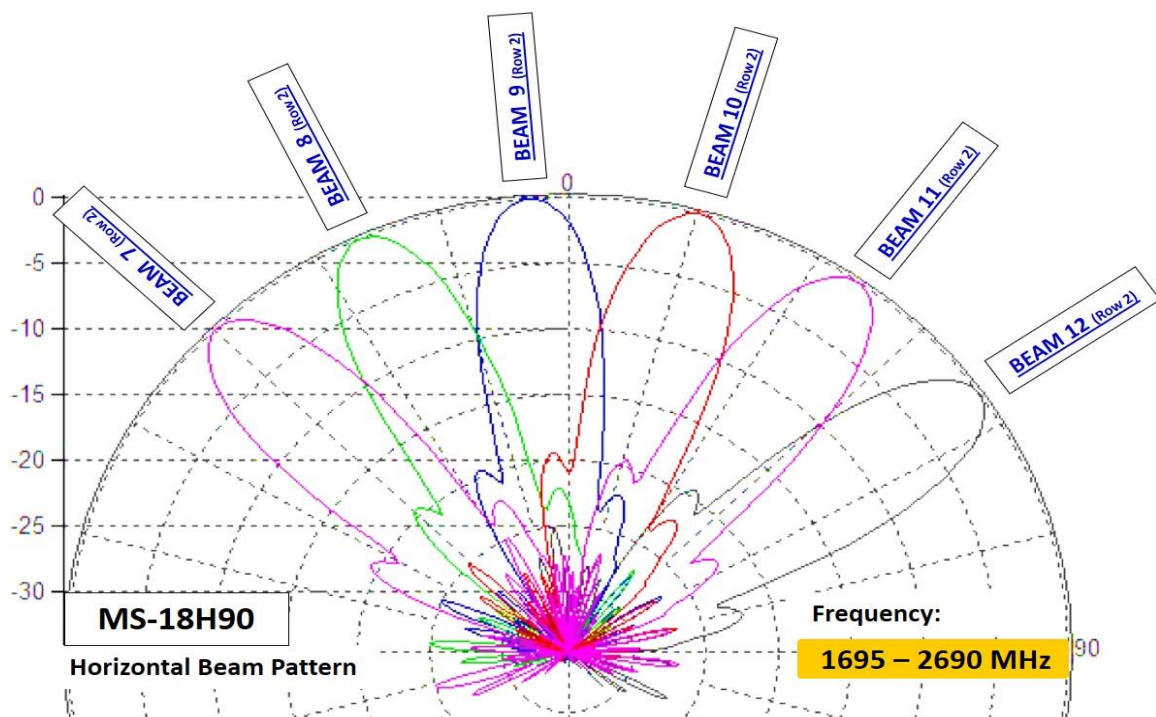 BEAM 7 (Row 2)
BEAM 8 (Row 2)
BEAM 9 (Row 2)
BEAM 10 (Row 2)
BEAM 11 (Row 2)
BEAM 12 (Row 2)
0
0
-5
-10
-15
-20
-25
-30
MS-18H90
Horizontal Beam Pattern
Frequency:
1695 – 2690 MHz
90